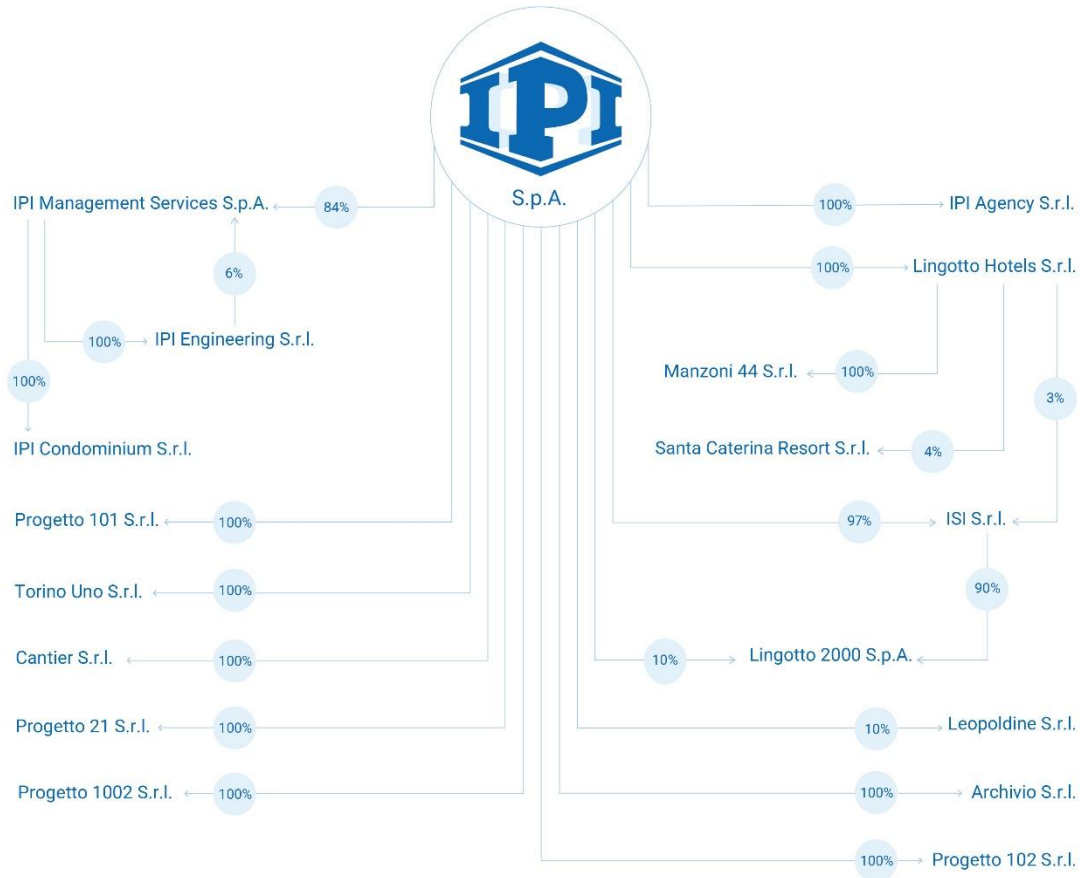 IPI
S.p.A.
IPI Management Services S.p.A.
84%
100%
IPI Agency S.r.l.
6%
100%
Lingotto Hotels S.r.l.
100%
IPI Engineering S.r.l.
100%
Manzoni 44 S.r.l.
100%
3%
IPI Condominium S.r.l.
Santa Caterina Resort S.r.l.
4%
Progetto 101 S.r.l.
100%
97%
ISI S.r.l.
Torino Uno S.r.l.
100%
90%
Cantier S.r.l.
100%
10%
Lingotto 2000 S.p.A.
Progetto 21 S.r.l.
100%
10%
Leopoldine S.r.l.
Progetto 1002 S.r.l.
100%
100%
Archivio S.r.l.
100%
Progetto 102 S.r.l.